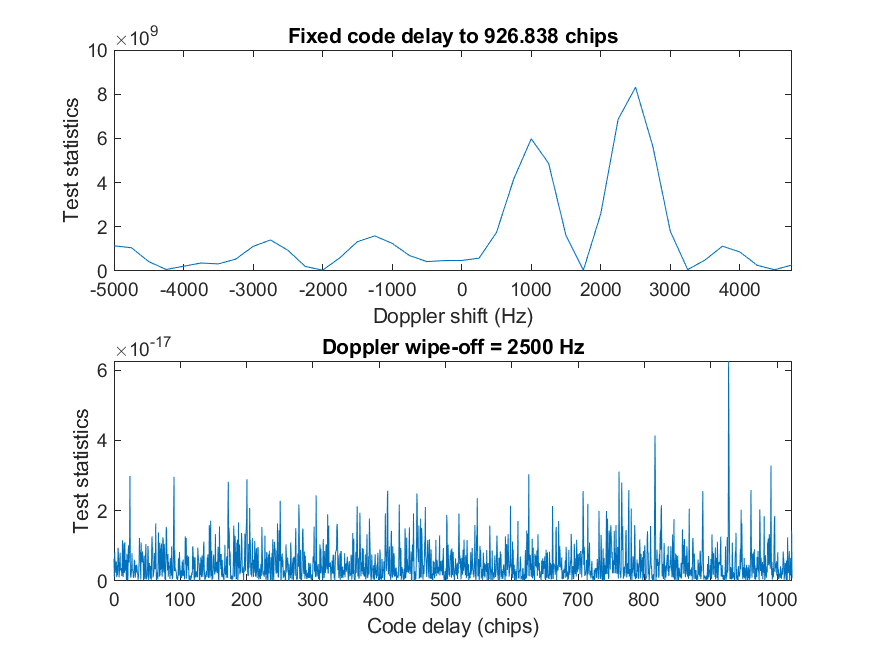 ×10^9
Fixed code delay to 926.838 chips
10
8
6
4
2
0
Test statistics
-5000 -4000 -3000 -2000 -1000 0 1000 2000 3000 4000
Doppler shift (Hz)
×10^-17
Doppler wipe-off = 2500 Hz
6
4
2
0
Test statistics
0 100 200 300 400 500 600 700 800 900 1000
Code delay (chips)